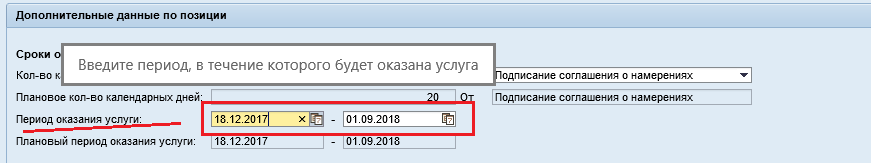 Дополнительные данные по позиции
Сроки о
Введите период, в течение которого будет оказана услуга
Кол-во к
Подписание соглашения о намерениях
Плановое кол-во календарных дней: 20 От Подписание соглашения о намерениях
Период оказания услуги: 18.12.2017 - 01.09.2018
Плановый период оказания услуги: 18.12.2017 - 01.09.2018